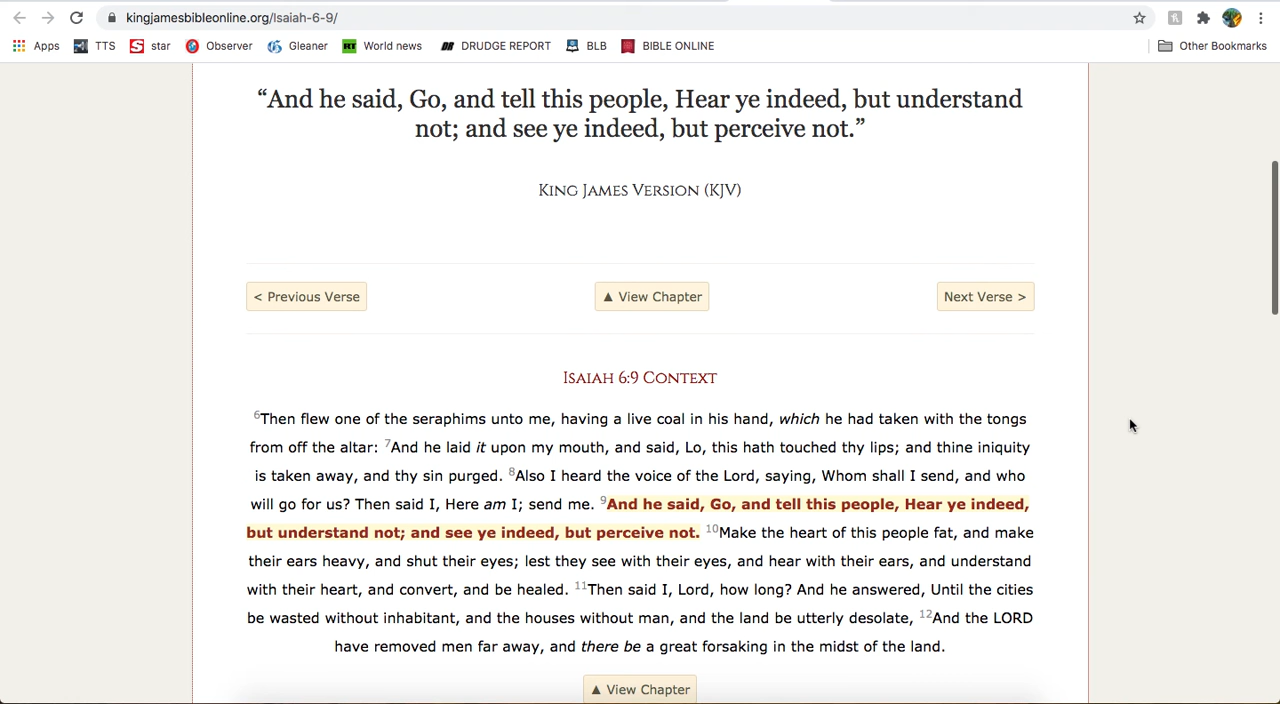 kingjamesbibleonline.org/Isaiah-6-9/
Apps TTS star Observer Gleaner RT World news DRUDGE REPORT BLB BIBLE ONLINE Other Bookmarks
“And he said, Go, and tell this people, Hear ye indeed, but understand
not; and see ye indeed, but perceive not.”
King James Version (KJV)
< Previous Verse ▲ View Chapter Next Verse >
Isaiah 6:9 Context
6Then flew one of the seraphims unto me, having a live coal in his hand, which he had taken with the tongs
from off the altar: 7And he laid it upon my mouth, and said, Lo, this hath touched thy lips; and thine iniquity
is taken away, and thy sin purged. 8Also I heard the voice of the Lord, saying, Whom shall I send, and who
will go for us? Then said I, Here am I; send me. 9And he said, Go, and tell this people, Hear ye indeed,
but understand not; and see ye indeed, but perceive not. 10Make the heart of this people fat, and make
their ears heavy, and shut their eyes; lest they see with their eyes, and hear with their ears, and understand
with their heart, and convert, and be healed. 11Then said I, Lord, how long? And he answered, Until the cities
be wasted without inhabitant, and the houses without man, and the land be utterly desolate, 12And the LORD
have removed men far away, and there be a great forsaking in the midst of the land.
▲ View Chapter